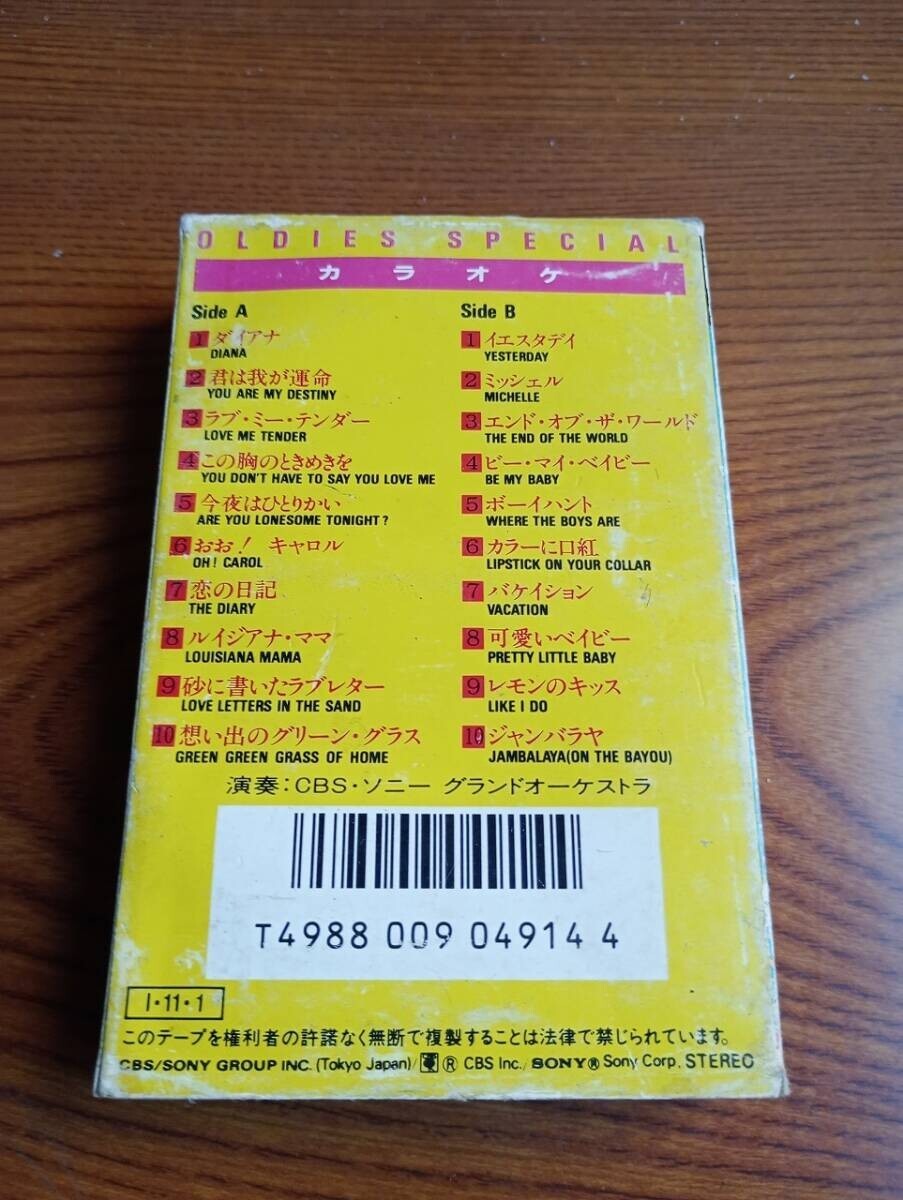 OLDIES SPECIAL
カラオケ
Side A
1 ダイアナ
DIANA
2 君は我が運命
YOU ARE MY DESTINY
3 ラブ・ミー・テンダー
LOVE ME TENDER
4 この胸のときめきを
YOU DON'T HAVE TO SAY YOU LOVE ME
5 今夜はひとりかい
ARE YOU LONESOME TONIGHT?
6 おお! キャロル
OH! CAROL
7 恋の日記
THE DIARY
8 ルイジアナ・ママ
LOUISIANA MAMA
9 砂に書いたラブレター
LOVE LETTERS IN THE SAND
10 想い出のグリーン・グラス
GREEN GREEN GRASS OF HOME
Side B
1 イエスタデイ
YESTERDAY
2 ミッシェル
MICHELLE
3 エンド・オブ・ザ・ワールド
THE END OF THE WORLD
4 ビー・マイ・ベイビー
BE MY BABY
5 ボーイハント
WHERE THE BOYS ARE
6 カラーに口紅
LIPSTICK ON YOUR COLLAR
7 バケイション
VACATION
8 可愛いベイビー
PRETTY LITTLE BABY
9 レモンのキッス
LIKE I DO
10 ジャンバラヤ
JAMBALAYA(ON THE BAYOU)
演奏:CBS・ソニー グランドオーケストラ
T4988 009 04914 4
I・11・1
このテープを権利者の許諾なく無断で複製することは法律で禁じられています。
CBS/SONY GROUP INC. (Tokyo Japan)/ ® CBS Inc./ SONY® Sony Corp. STEREO